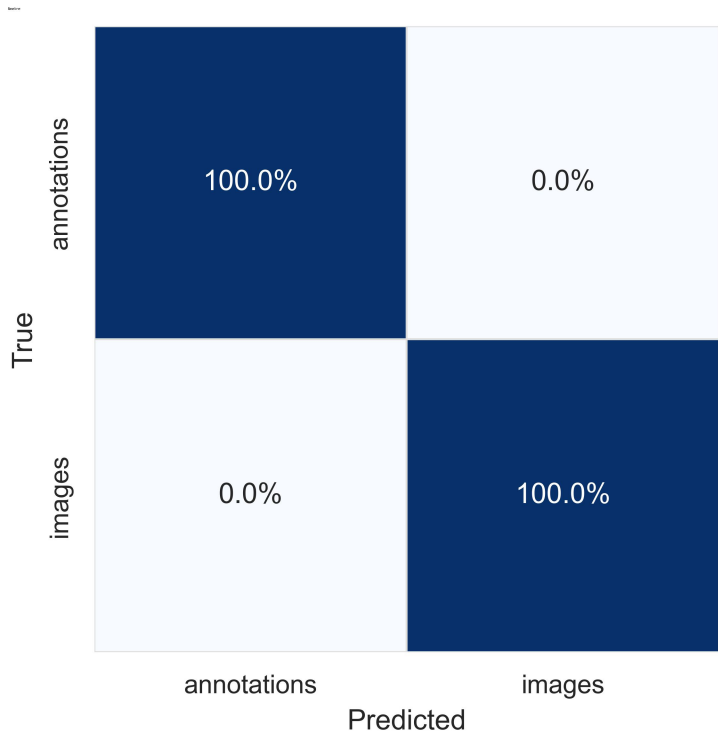 annotations
100.0%
0.0%
True
images
0.0%
100.0%
annotations
images
Predicted